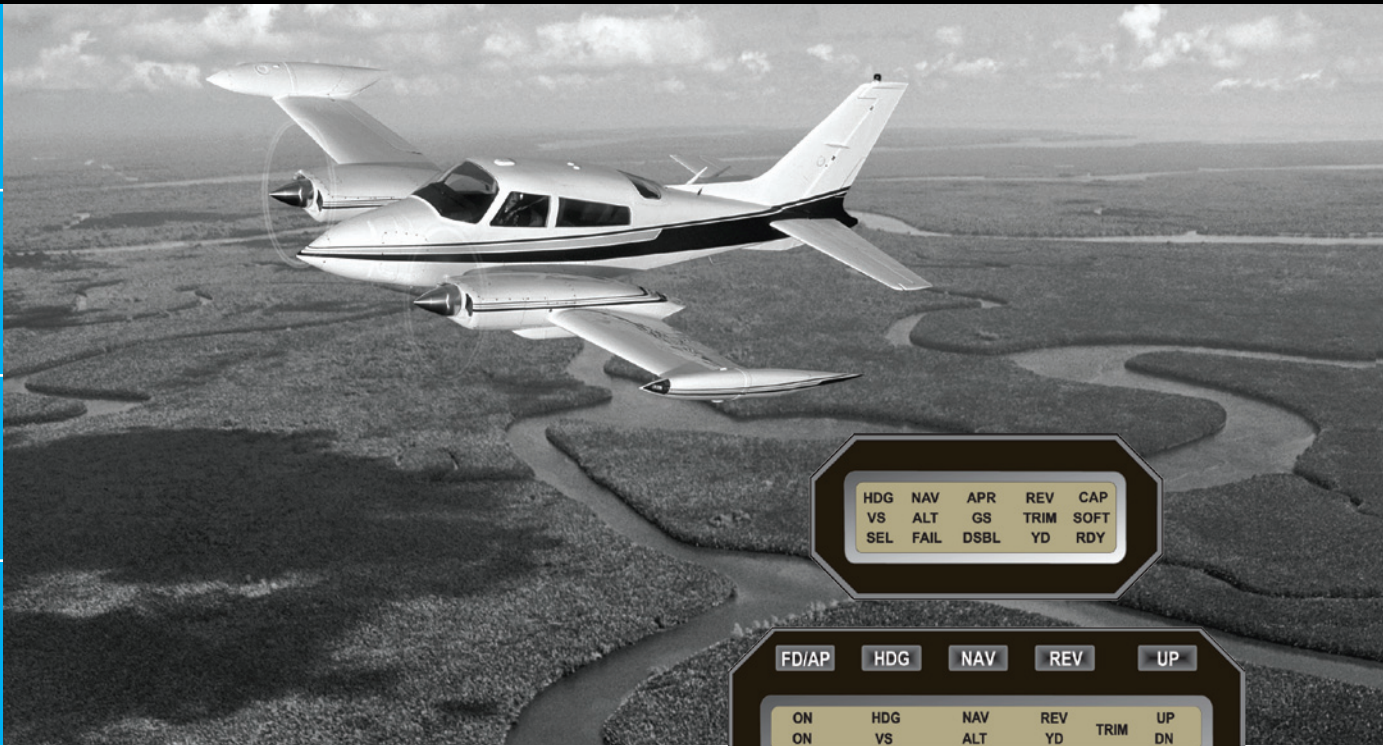 HDG NAV APR REV CAP
VS ALT GS TRIM SOFT
SEL FAIL DSBL YD RDY
FD/AP HDG NAV REV UP
ON HDG NAV REV TRIM UP
ON VS ALT YD DN